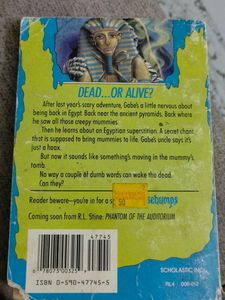 DEAD...OR ALIVE?
After last year's scary adventure, Gabe's a little nervous about
being back in Egypt. Back near the ancient pyramids. Back where
he saw all those creepy mummies.
Then he learns about an Egyptian superstition. A secret chant
that is supposed to bring mummies to life. Gabe's uncle says it's
just a hoax.
But now it sounds like something's moving in the mummy's
tomb.
No way a couple of dumb words can wake the dead.
Can they?
Reader beware—you're in for a
Coming soon from R.L. Stine: PHANTOM OF THE AUDITORIUM
47745
ISBN 0-590-47745-5
SCHOLASTIC INC.
RL4 008-012